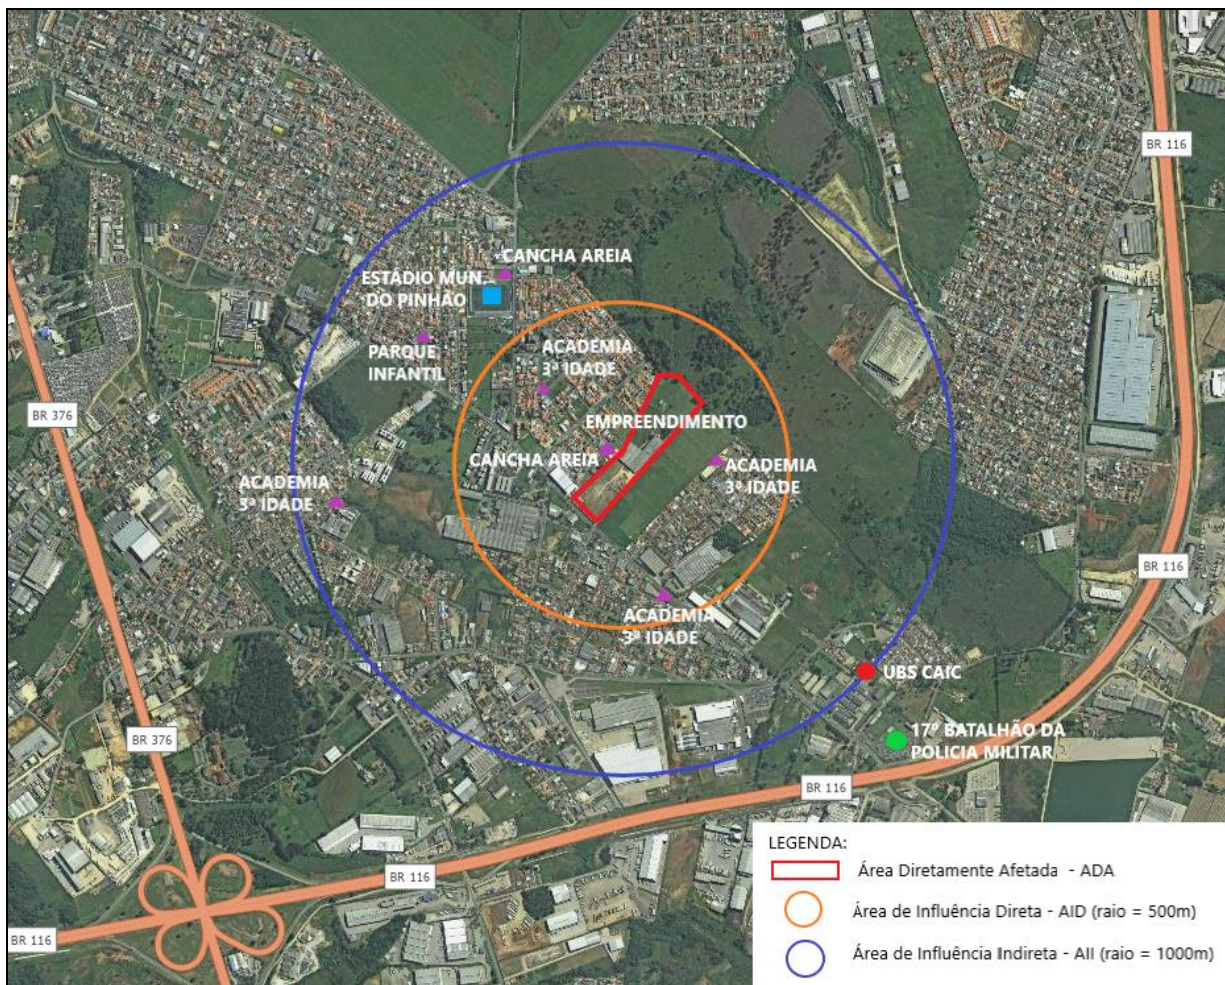 BR 116
CANCHA AREIA
ESTÁDIO MUN.
DO PINHÃO
PARQUE
INFANTIL
ACADEMIA
3ª IDADE
BR 376
EMPREENDIMENTO
CANCHA AREIA
ACADEMIA
3ª IDADE
ACADEMIA
3ª IDADE
BR 116
ACADEMIA
3ª IDADE
UBS CAIC
17º BATALHÃO DA
POLICIA MILITAR
BR 376
BR 116
BR 116
BR 116
LEGENDA:
Área Diretamente Afetada - ADA
Área de Influência Direta - AID (raio = 500m)
Área de Influência Indireta - AII (raio = 1000m)